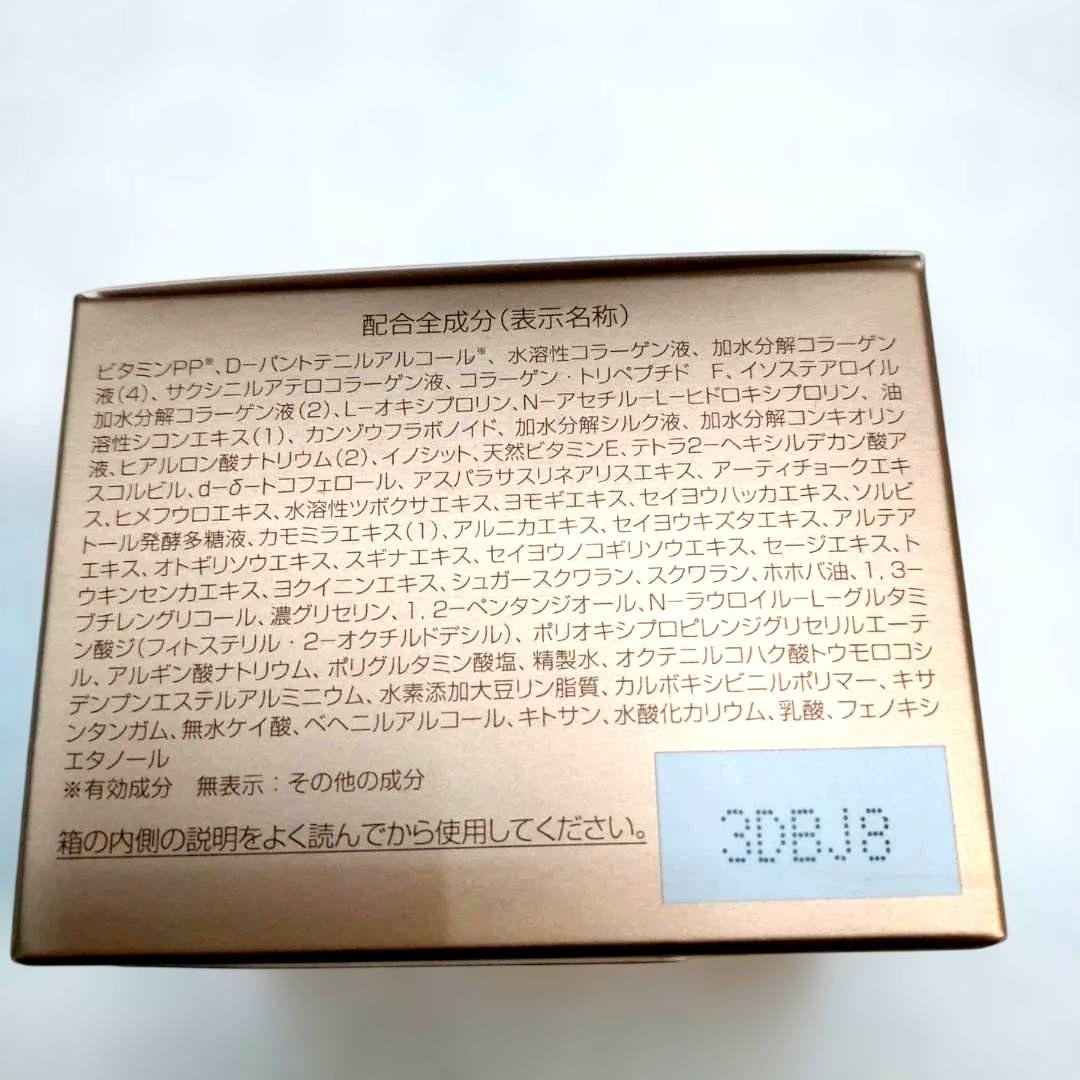 配合全成分(表示名称)
ビタミンPP※、D−パントテニルアルコール※、水溶性コラーゲン液、加水分解コラーゲン
液(4)、サクシニルアテロコラーゲン液、コラーゲン・トリペプチド F、イソステアロイル
加水分解コラーゲン液(2)、L−オキシプロリン、N−アセチル−L−ヒドロキシプロリン、油
溶性シコンエキス(1)、カンゾウフラボノイド、加水分解シルク液、加水分解コンキオリン
液、ヒアルロン酸ナトリウム(2)、イノシット、天然ビタミンE、テトラ2−ヘキシルデカン酸ア
スコルビル、d−δ−トコフェロール、アスパラサスリネアリスエキス、アーティチョークエキ
ス、ヒメフウロエキス、水溶性ツボクサエキス、ヨモギエキス、セイヨウハッカエキス、ソルビ
トール発酵多糖液、カモミラエキス(1)、アルニカエキス、セイヨウキズタエキス、アルテア
エキス、オトギリソウエキス、スギナエキス、セイヨウノコギリソウエキス、セージエキス、ト
ウキンセンカエキス、ヨクイニンエキス、シュガースクワラン、スクワラン、ホホバ油、1,3−
ブチレングリコール、濃グリセリン、1,2−ペンタンジオール、N−ラウロイル−L−グルタミ
ン酸ジ(フィトステリル・2−オクチルドデシル)、ポリオキシプロピレンジグリセリルエーテ
ル、アルギン酸ナトリウム、ポリグルタミン酸塩、精製水、オクテニルコハク酸トウモロコシ
デンプンエステルアルミニウム、水素添加大豆リン脂質、カルボキシビニルポリマー、キサ
ンタンガム、無水ケイ酸、ベヘニルアルコール、キトサン、水酸化カリウム、乳酸、フェノキシ
エタノール
※有効成分 無表示:その他の成分
箱の内側の説明をよく読んでから使用してください。
3DBJ8